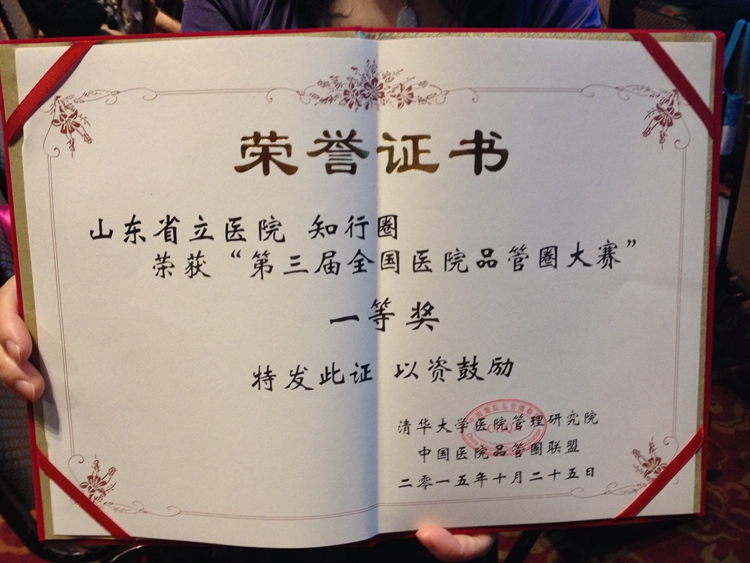 荣誉证书
山东省立医院 知行圈
荣获“第三届全国医院品管圈大赛”
一等奖
特发此证 以资鼓励
清华大学医院管理研究院
中国医院品管圈联盟
二零一五年十月二十五日